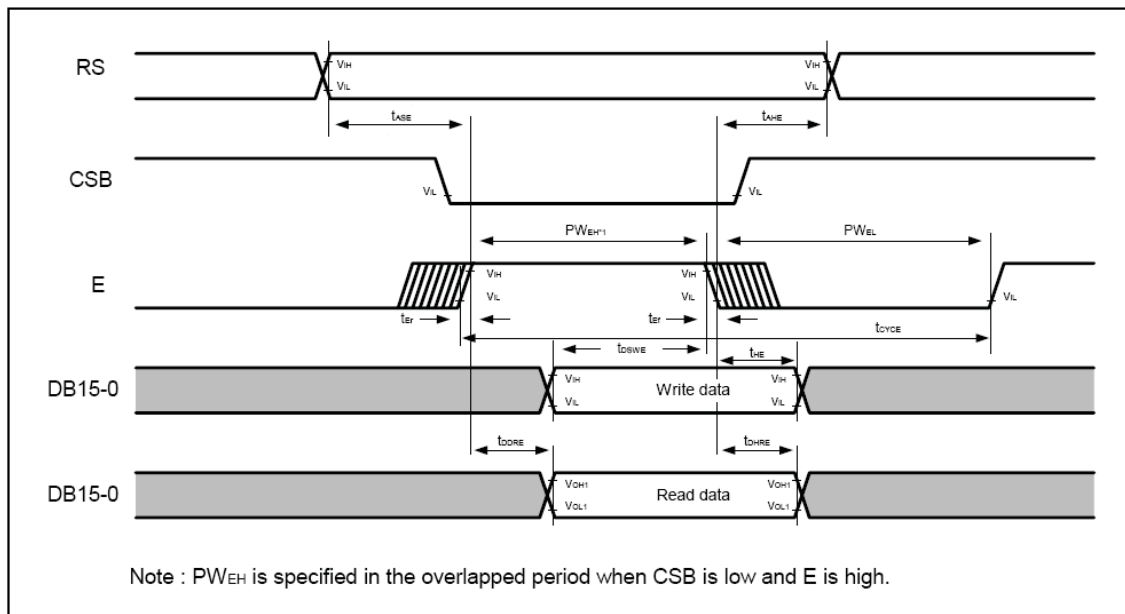 RS
VIH
VIH
VIL
VIL
tASE
tAHE
CSB
VIL
VIL
PWEH*1
PWEL
E
VIH
VIH
VIL
VIL
VIL
tEr
tEf
tCYCE
tDSWE
tHE
DB15-0
VIH
Write data
VIH
VIL
VIL
tDDRE
tDHRE
DB15-0
VOH1
Read data
VOH1
VOL1
VOL1
Note : PWEH is specified in the overlapped period when CSB is low and E is high.